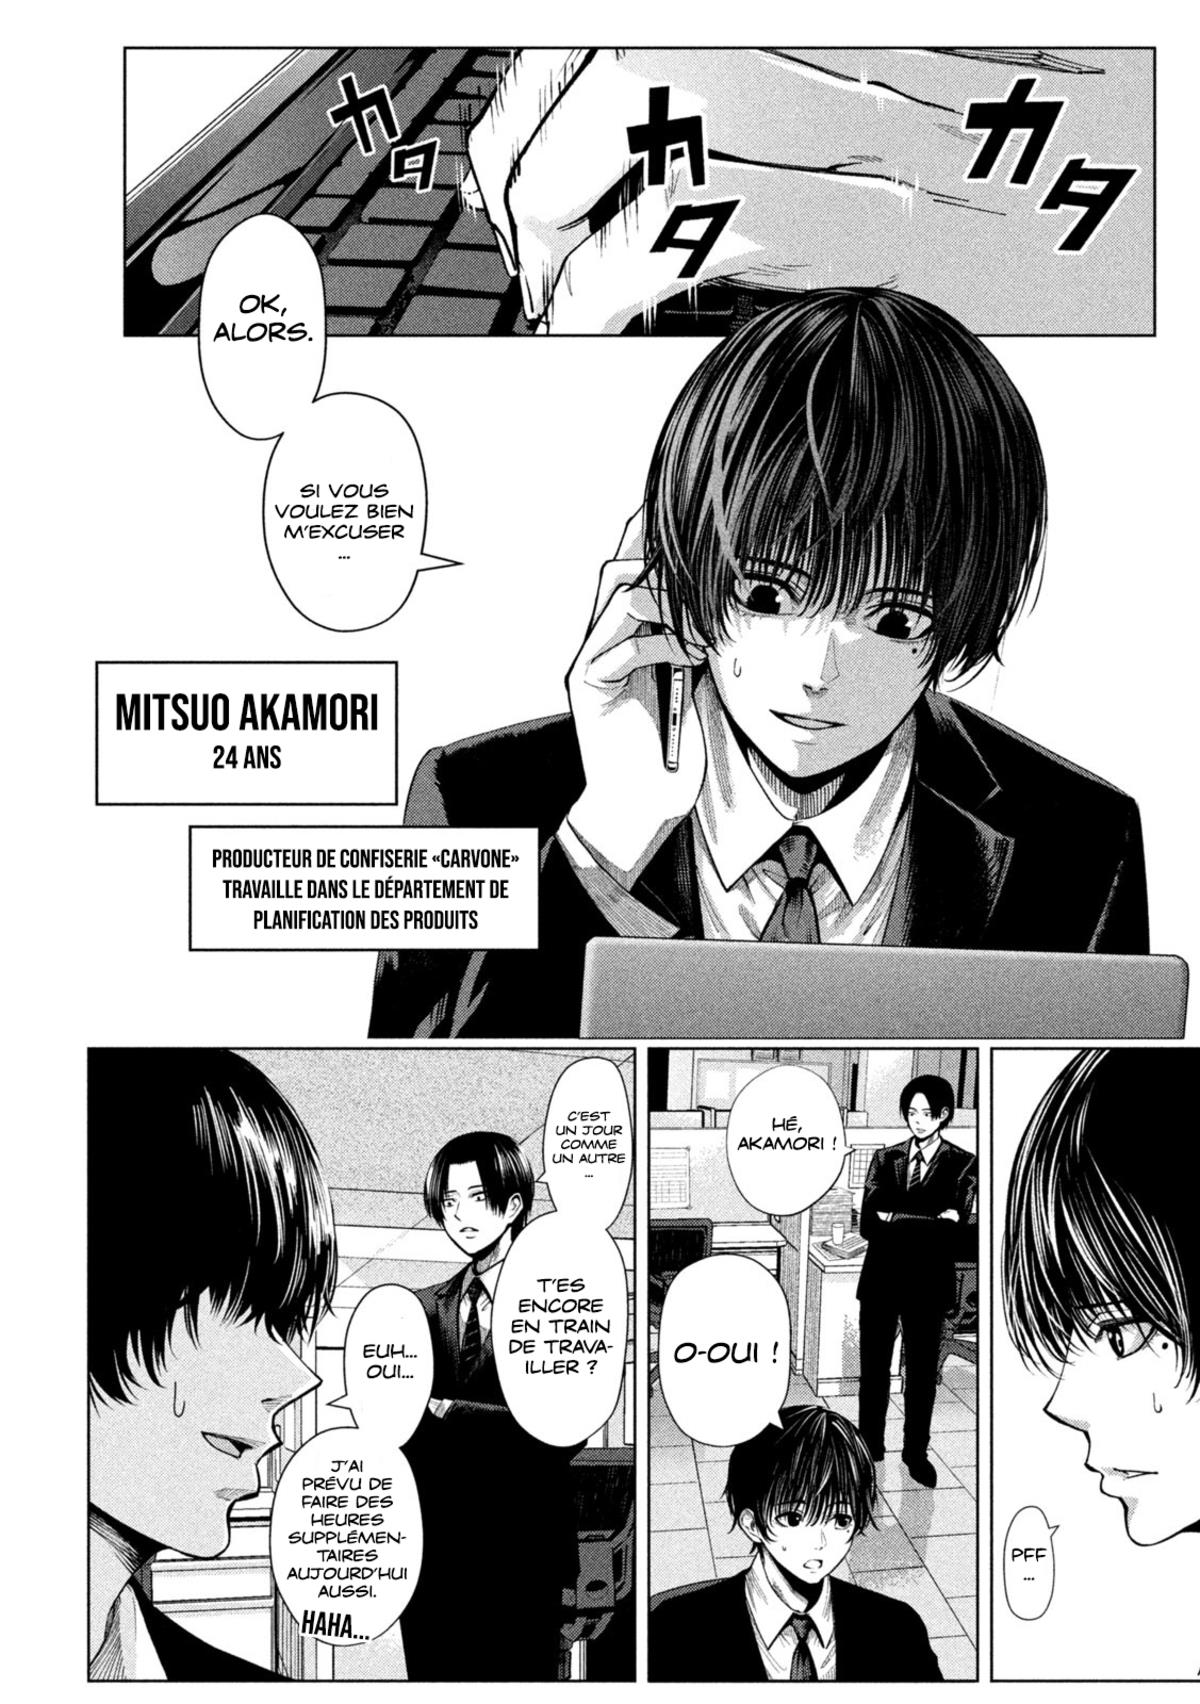 カタ
カタ
カタ
OK,
ALORS.
SI VOUS
VOULEZ BIEN
M'EXCUSER
...
MITSUO AKAMORI
24 ANS
PRODUCTEUR DE CONFISERIE «CARVONE»
TRAVAILLE DANS LE DÉPARTEMENT DE
PLANIFICATION DES PRODUITS
PFF
...
HÉ,
AKAMORI !
O-OUI !
C'EST
UN JOUR
COMME
UN AUTRE
...
T'ES
ENCORE
EN TRAIN
DE TRAVA-
ILLER ?
EUH...
OUI...
J'AI
PRÉVU DE
FAIRE DES
HEURES
SUPPLÉMEN-
TAIRES
AUJOURD'HUI
AUSSI.
HAHA...